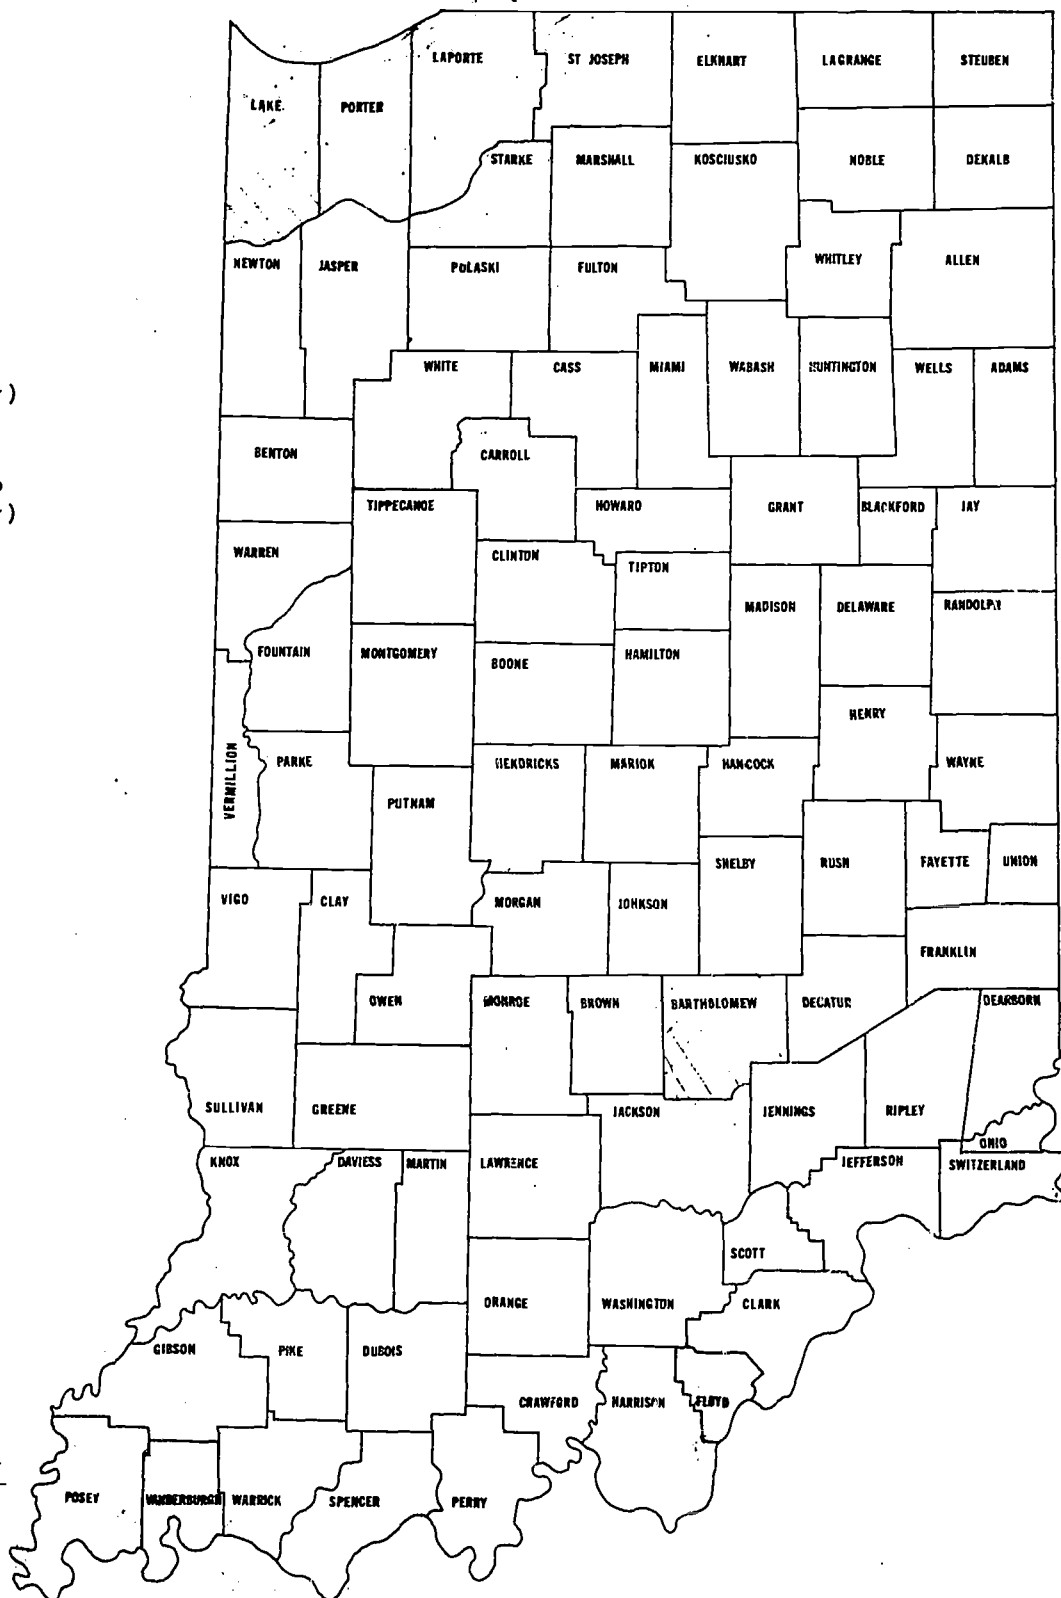 LAPORTE
ST JOSEPH
ELKHART
LAGRANGE
STEUBEN
LAKE
PORTER
STARKE
MARSHALL
KOSCIUSKO
NOBLE
DEKALB
NEWTON
JASPER
PULASKI
FULTON
WHITLEY
ALLEN
WHITE
CASS
MIAMI
WABASH
HUNTINGTON
WELLS
ADAMS
)
BENTON
CARROLL
)
TIPPECANOE
HOWARD
GRANT
BLACKFORD
JAY
WARREN
CLINTON
TIPTON
MADISON
DELAWARE
RANDOLPH
FOUNTAIN
MONTGOMERY
BOONE
HAMILTON
HENRY
VERMILLION
PARKE
PUTNAM
HENDRICKS
MARION
HANCOCK
WAYNE
SHELBY
RUSH
FAYETTE
UNION
VIGO
CLAY
MORGAN
JOHNSON
FRANKLIN
OWEN
MONROE
BROWN
BARTHOLOMEW
DECATUR
DEARBORN
SULLIVAN
GREENE
JACKSON
JENNINGS
RIPLEY
OHIO
KNOX
DAVIESS
MARTIN
LAWRENCE
JEFFERSON
SWITZERLAND
SCOTT
ORANGE
WASHINGTON
CLARK
GIBSON
PIKE
DUBOIS
CRAWFORD
HARRISON
FLOYD
POSEY
VANDERBURGH
WARRICK
SPENCER
PERRY